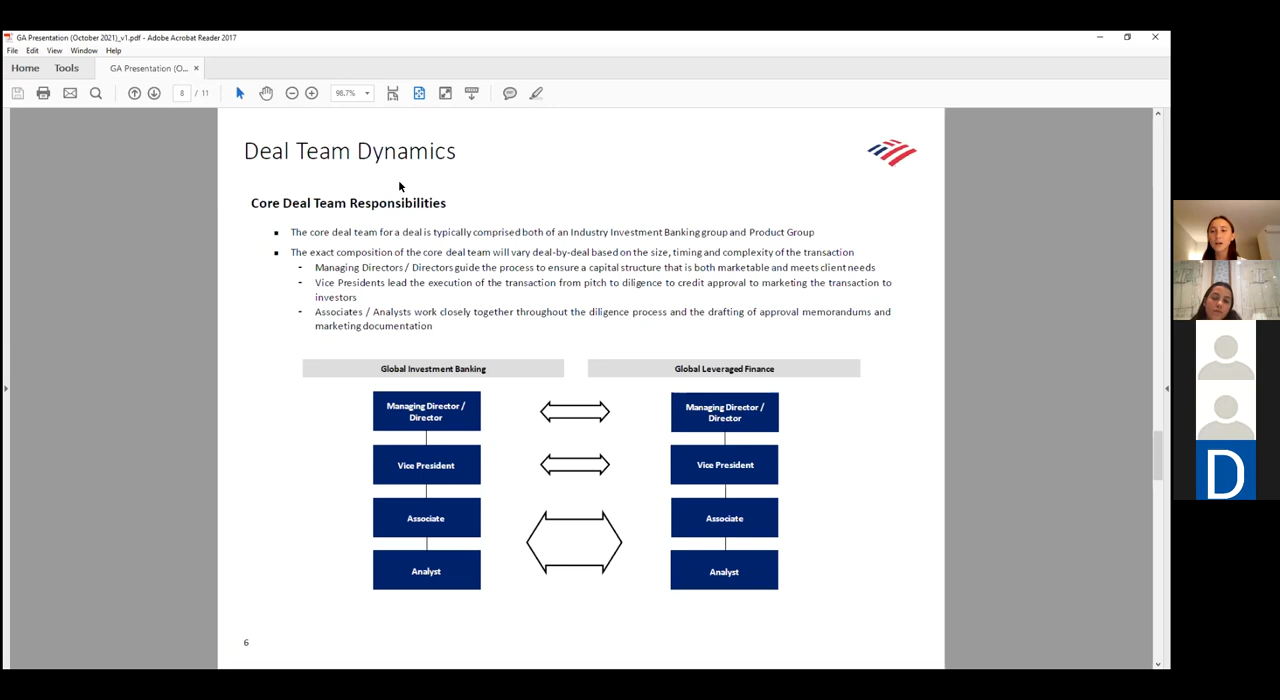 GA Presentation (October 2021)_v1.pdf - Adobe Acrobat Reader 2017
File Edit View Window Help
Home Tools GA Presentation (O... ×
8 / 11 98.7%
Deal Team Dynamics
Core Deal Team Responsibilities
▪ The core deal team for a deal is typically comprised both of an Industry Investment Banking group and Product Group
▪ The exact composition of the core deal team will vary deal-by-deal based on the size, timing and complexity of the transaction
- Managing Directors / Directors guide the process to ensure a capital structure that is both marketable and meets client needs
- Vice Presidents lead the execution of the transaction from pitch to diligence to credit approval to marketing the transaction to
investors
- Associates / Analysts work closely together throughout the diligence process and the drafting of approval memorandums and
marketing documentation
Global Investment Banking
Global Leveraged Finance
Managing Director /
Director
Managing Director /
Director
Vice President
Vice President
Associate
Associate
Analyst
Analyst
6
D